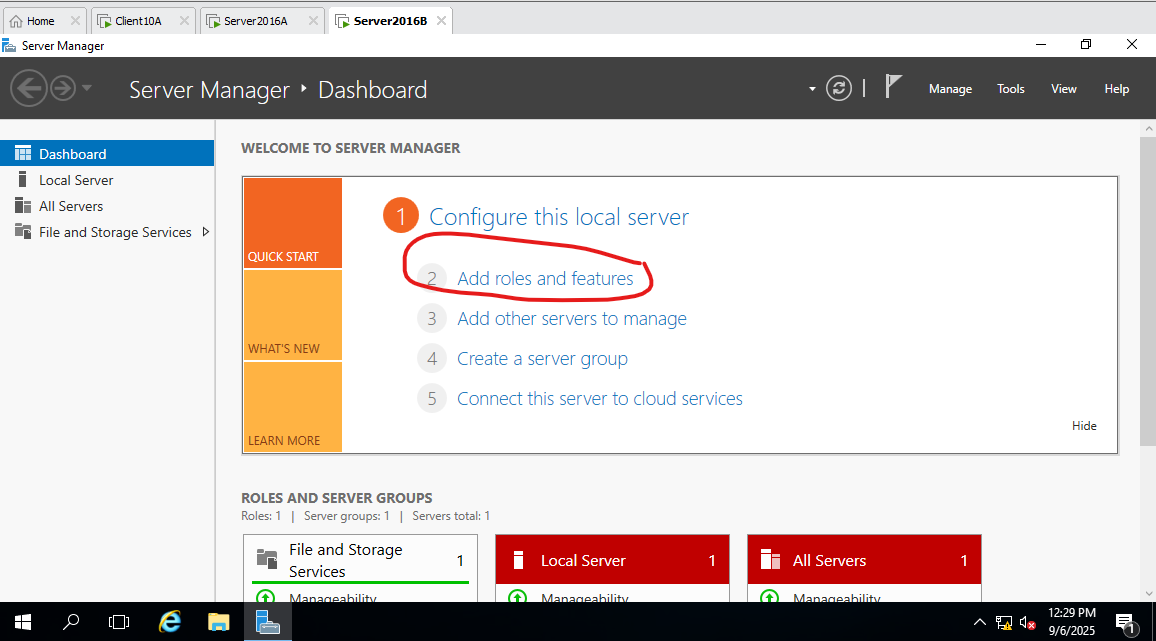 Home
Client10A
Server2016A
Server2016B
Server Manager
Server Manager Dashboard
Manage Tools View Help
Dashboard
Local Server
All Servers
File and Storage Services
WELCOME TO SERVER MANAGER
QUICK START
WHAT'S NEW
LEARN MORE
1 Configure this local server
2 Add roles and features
3 Add other servers to manage
4 Create a server group
5 Connect this server to cloud services
Hide
ROLES AND SERVER GROUPS
Roles: 1 | Server groups: 1 | Servers total: 1
File and Storage
Services 1
Manageability
Local Server 1
Manageability
All Servers 1
Manageability
12:29 PM
9/6/2025
1